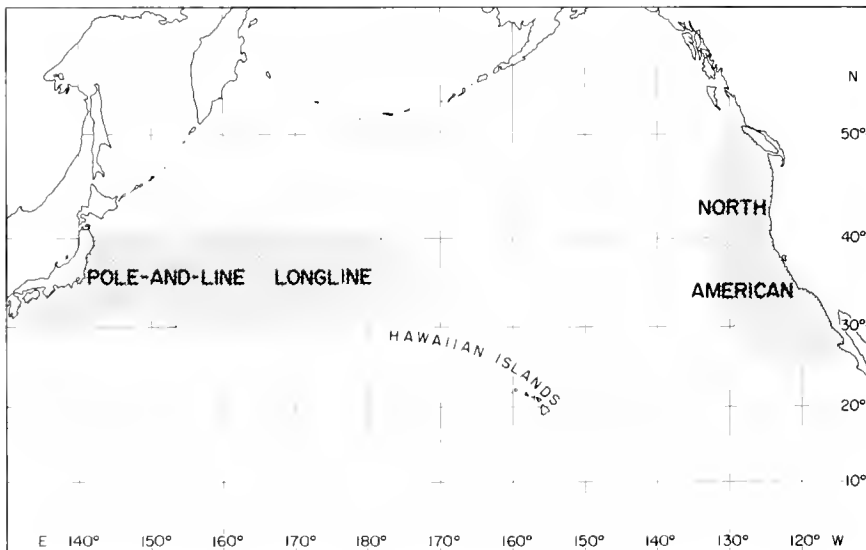 N
50°
NORTH
40°
POLE-AND-LINE LONGLINE
AMERICAN
30°
HAWAIIAN ISLANDS
20°
10°
E 140° 150° 160° 170° 180° 170° 160° 150° 140° 130° 120° W